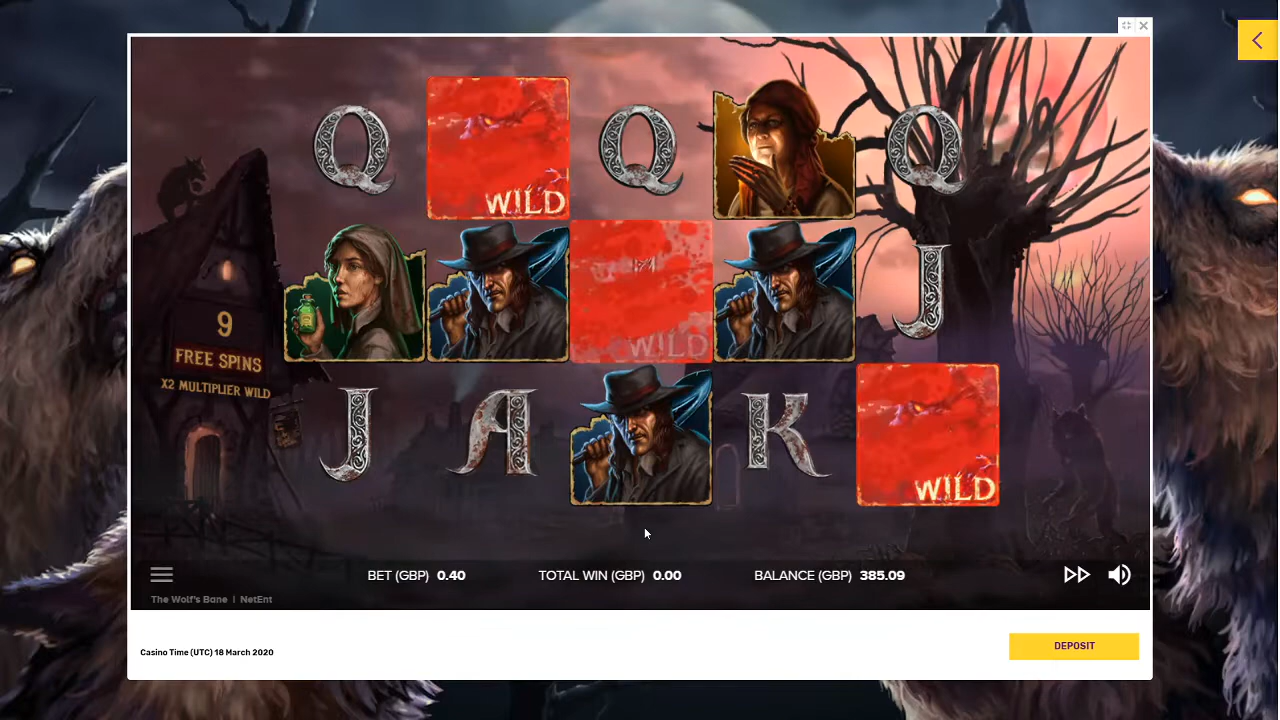 Q WILD Q Q
WILD J
J A K WILD
9
FREE SPINS
X2 MULTIPLIER WILD
BET (GBP) 0.40 TOTAL WIN (GBP) 0.00 BALANCE (GBP) 385.09
The Wolf's Bane | NetEnt
Casino Time (UTC) 18 March 2020
DEPOSIT